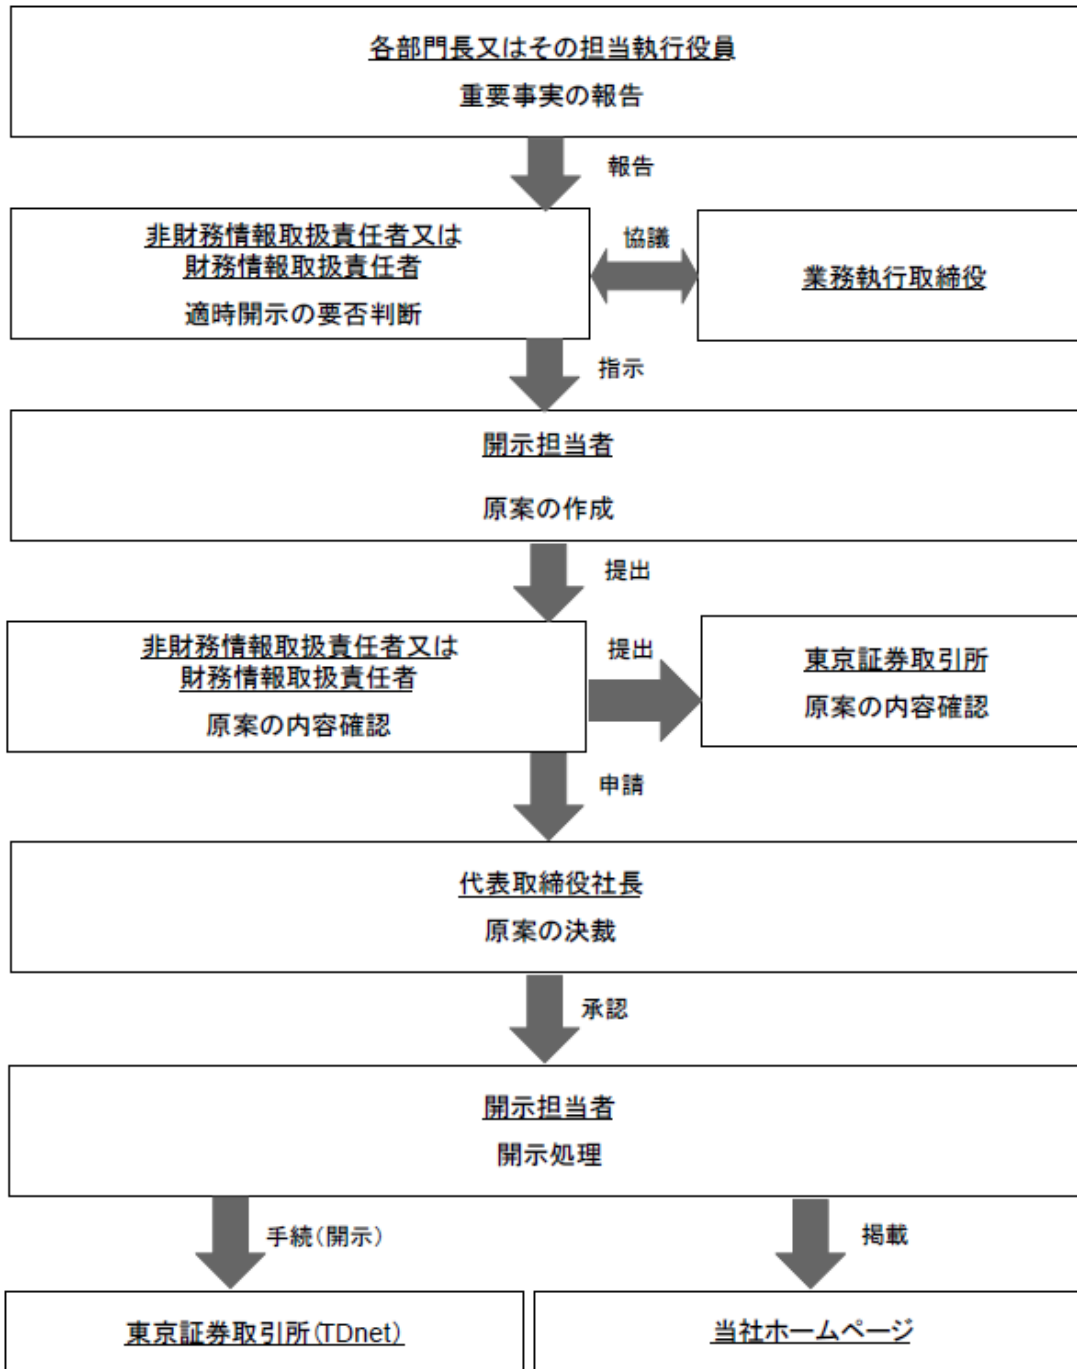 各部門長又はその担当執行役員
重要事実の報告
報告
非財務情報取扱責任者又は
財務情報取扱責任者
適時開示の要否判断
協議
業務執行取締役
指示
開示担当者
原案の作成
提出
非財務情報取扱責任者又は
財務情報取扱責任者
原案の内容確認
提出
東京証券取引所
原案の内容確認
申請
代表取締役社長
原案の決裁
承認
開示担当者
開示処理
手続(開示)
掲載
東京証券取引所(TDnet)
当社ホームページ